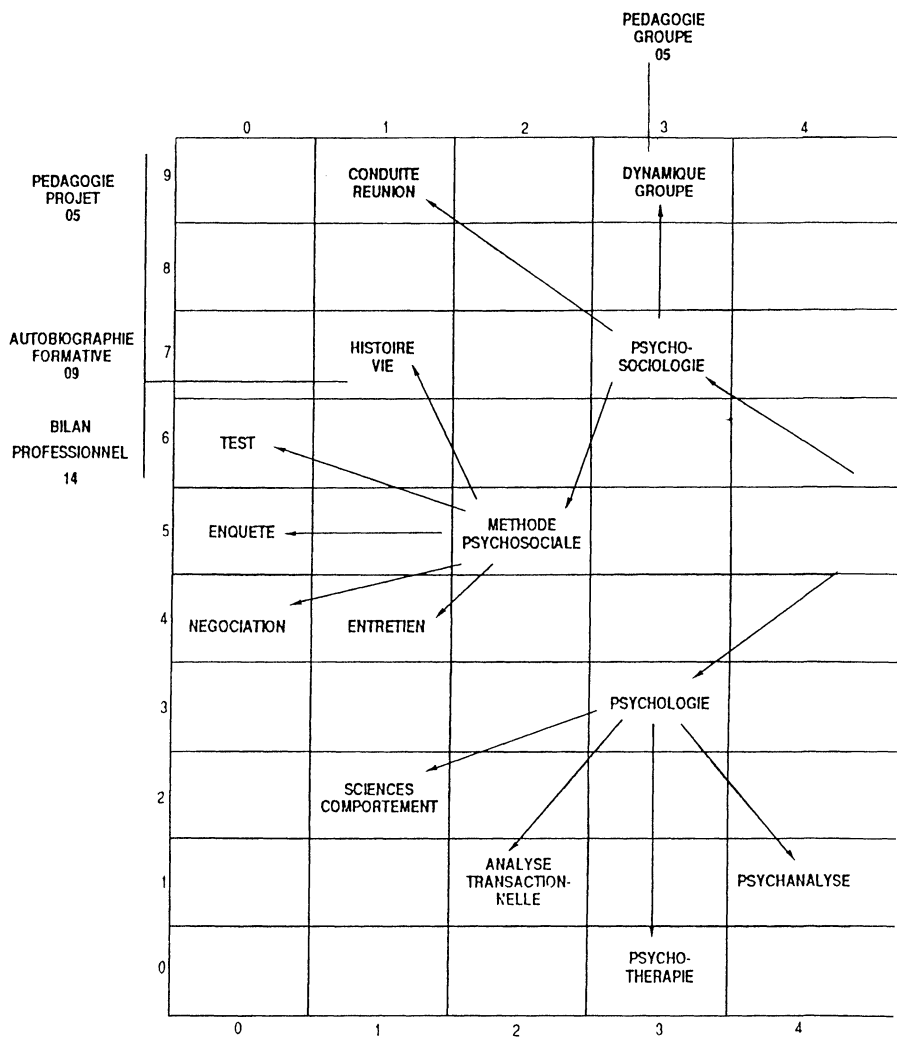 PEDAGOGIE
GROUPE
05
0 1 2 3 4
PEDAGOGIE
PROJET
05
9
CONDUITE
REUNION
DYNAMIQUE
GROUPE
8
AUTOBIOGRAPHIE
FORMATIVE
09
7
HISTOIRE
VIE
PSYCHO-
SOCIOLOGIE
BILAN
PROFESSIONNEL
14
6
TEST
5
ENQUETE
METHODE
PSYCHOSOCIALE
4
NEGOCIATION
ENTRETIEN
3
PSYCHOLOGIE
2
SCIENCES
COMPORTEMENT
1
ANALYSE
TRANSACTION-
NELLE
PSYCHANALYSE
0
PSYCHO-
THERAPIE
0 1 2 3 4